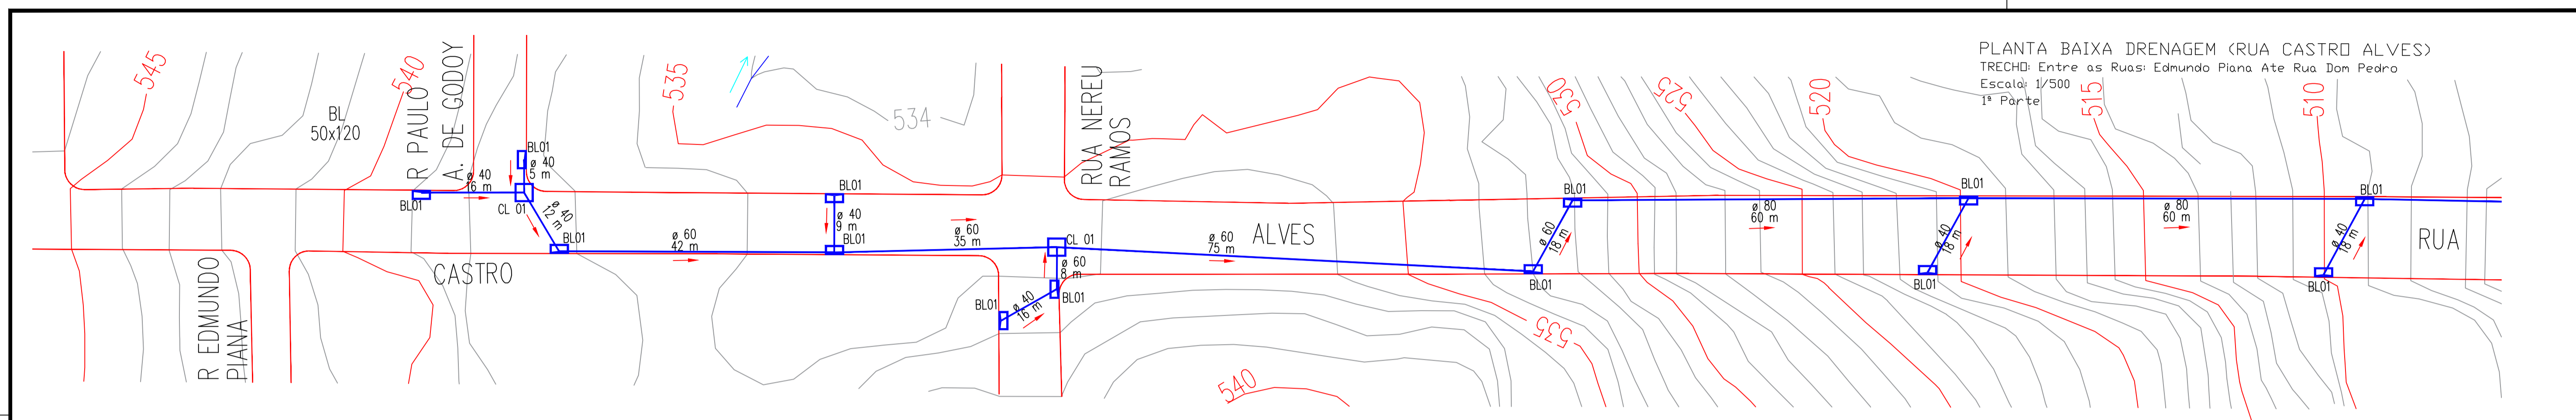 PLANTA BAIXA DRENAGEM (RUA CASTRO ALVES)
TRECHO: Entre as Ruas: Edmundo Piana Ate Rua Dom Pedro
Escala: 1/500
1ª Parte
545
540
535
534
530
525
520
515
510
BL
50x120
R PAULO
A. DE GODOY
RUA NEREU
RAMOS
BL01
ø 40
5 m
ø 40
16 m
BL01
CL 01
ø 40
12 m
BL01
ø 60
42 m
BL01
ø 40
9 m
BL01
ø 60
35 m
CL 01
ø 60
8 m
BL01
BL01
ø 40
16 m
ø 60
75 m
ALVES
BL01
ø 60
18 m
BL01
ø 80
60 m
BL01
ø 40
18 m
BL01
ø 80
60 m
BL01
ø 40
18 m
BL01
RUA
CASTRO
R EDMUNDO
PIANA
535
540